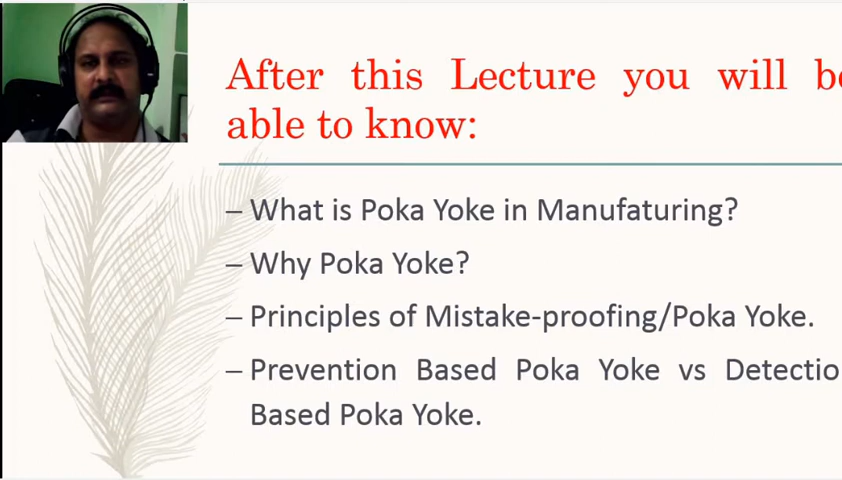 After this Lecture you will be
able to know:
– What is Poka Yoke in Manufaturing?
– Why Poka Yoke?
– Principles of Mistake-proofing/Poka Yoke.
– Prevention Based Poka Yoke vs Detectio
Based Poka Yoke.